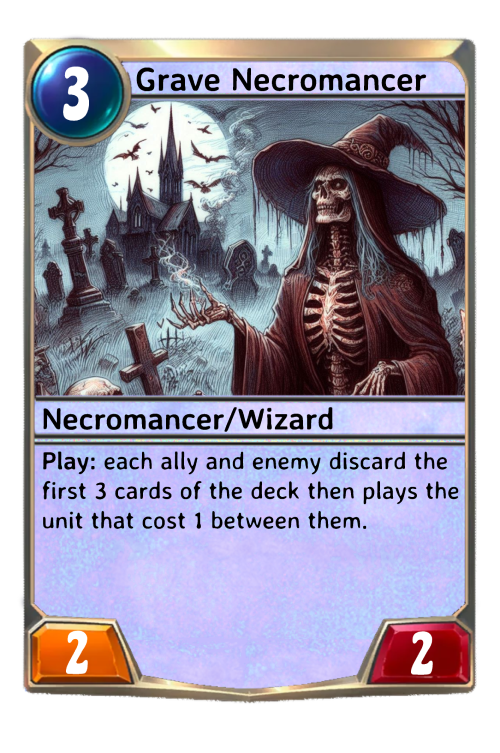 3
Grave Necromancer
Necromancer/Wizard
Play: each ally and enemy discard the
first 3 cards of the deck then plays the
unit that cost 1 between them.
2
2